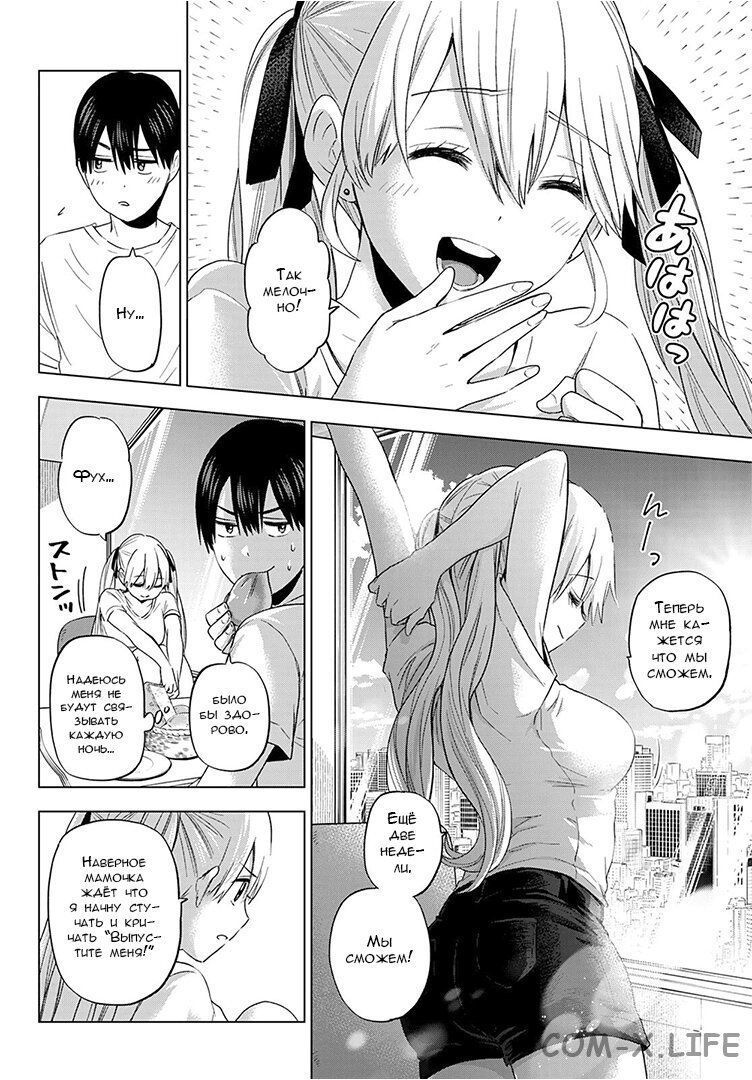 Так
мелоч-
но!
あははっ
Ну...
Теперь
мне ка-
жется
что мы
сможем.
んーっ
Ещё
две
неде-
ли.
Мы
сможем!
Фух...
ストンッ
было
бы здо-
рово.
Надеюсь
меня не
будут свя-
зывать
каждую
ночь...
Наверное
мамочка
ждёт что
я начну сту-
чать и кри-
чать "Выпус-
тите меня!"
COM-X.LIFE